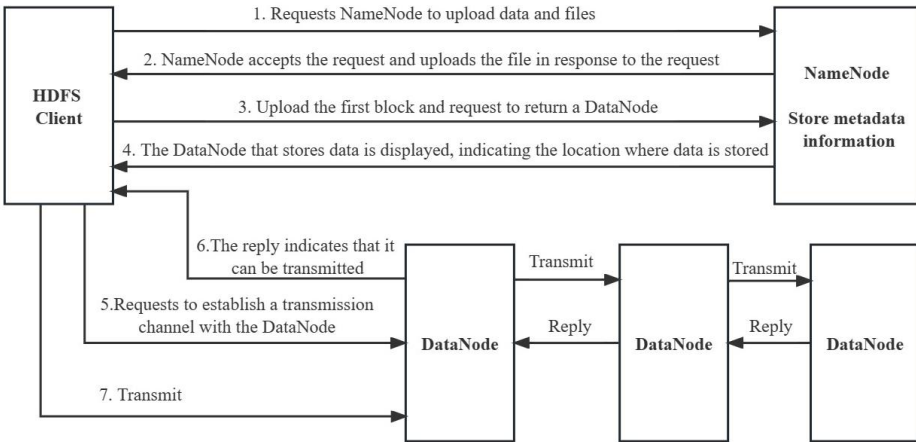 1. Requests NameNode to upload data and files
2. NameNode accepts the request and uploads the file in response to the request
HDFS
Client
NameNode
3. Upload the first block and request to return a DataNode
Store metadata
information
4. The DataNode that stores data is displayed, indicating the location where data is stored
6.The reply indicates that it
can be transmitted
Transmit
Transmit
5.Requests to establish a transmission
channel with the DataNode
Reply
Reply
DataNode
DataNode
DataNode
7. Transmit